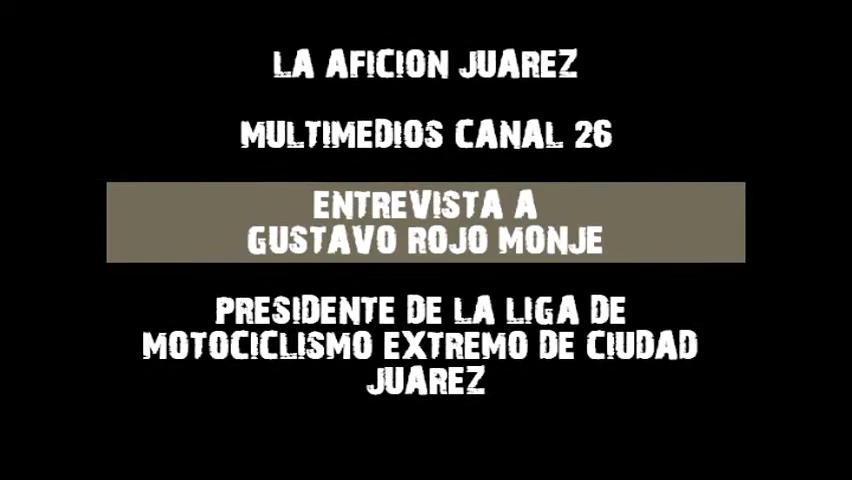 LA AFICION JUAREZ
MULTIMEDIOS CANAL 26
ENTREVISTA A
GUSTAVO ROJO MONJE
PRESIDENTE DE LA LIGA DE
MOTOCICLISMO EXTREMO DE CIUDAD
JUAREZ